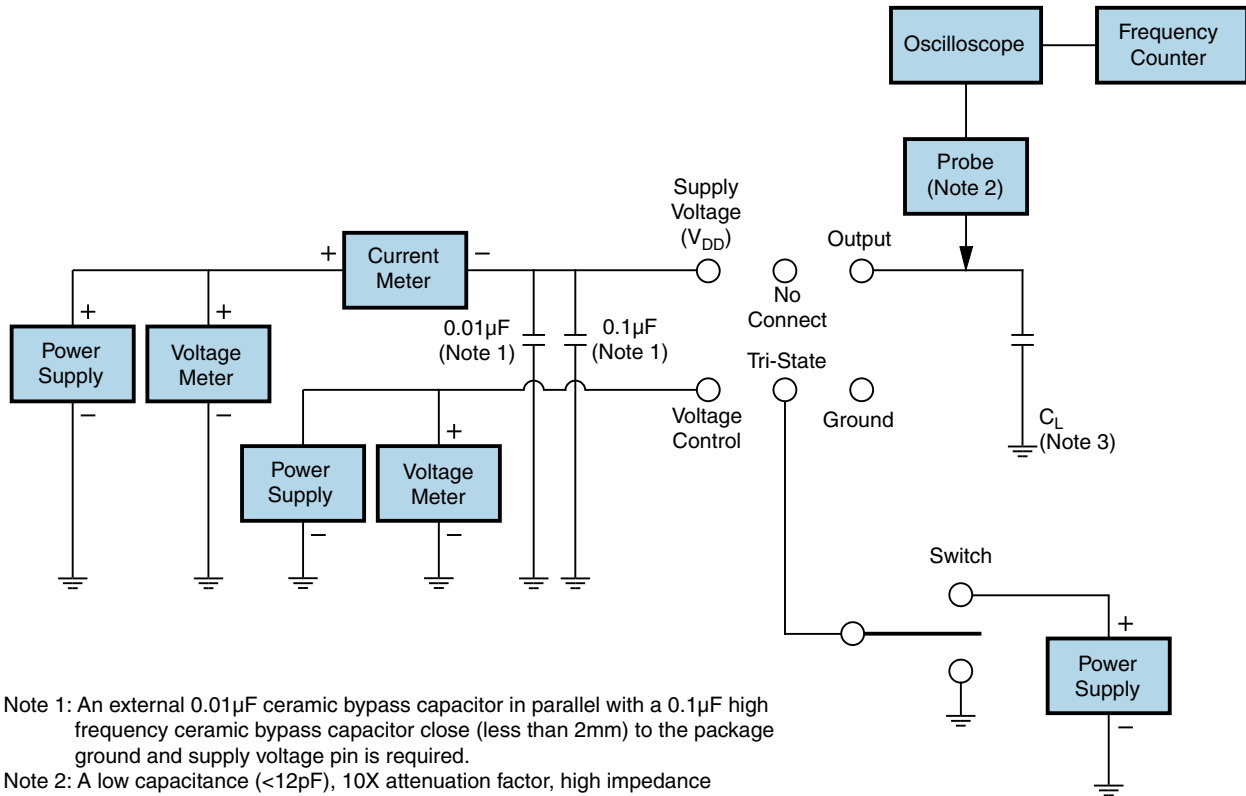 Oscilloscope
Frequency
Counter
Probe
(Note 2)
Supply
Voltage
(VDD)
Output
+
Current
Meter
−
No
Connect
+
Power
Supply
−
+
Voltage
Meter
−
0.01µF
(Note 1)
0.1µF
(Note 1)
Tri-State
Voltage
Control
Ground
CL
(Note 3)
Power
Supply
−
+
Voltage
Meter
−
Switch
+
Power
Supply
−
Note 1: An external 0.01µF ceramic bypass capacitor in parallel with a 0.1µF high
frequency ceramic bypass capacitor close (less than 2mm) to the package
ground and supply voltage pin is required.
Note 2: A low capacitance (<12pF), 10X attenuation factor, high impedance